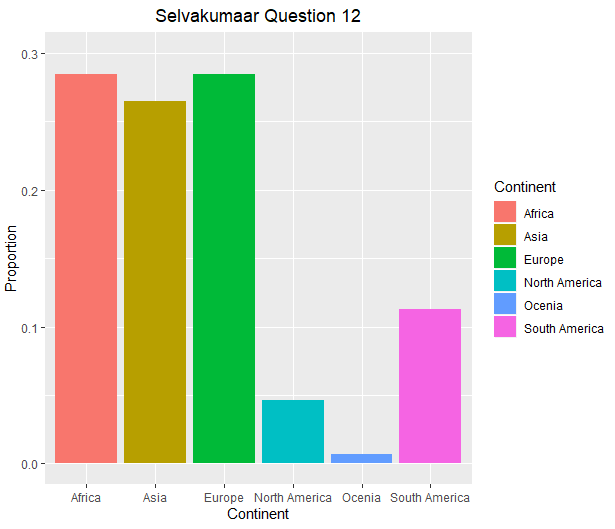 Selvakumaar Question 12
0.3
0.2
0.1
0.0
Proportion
Africa
Asia
Europe
North America
Ocenia
South America
Continent
Continent
Africa
Asia
Europe
North America
Ocenia
South America